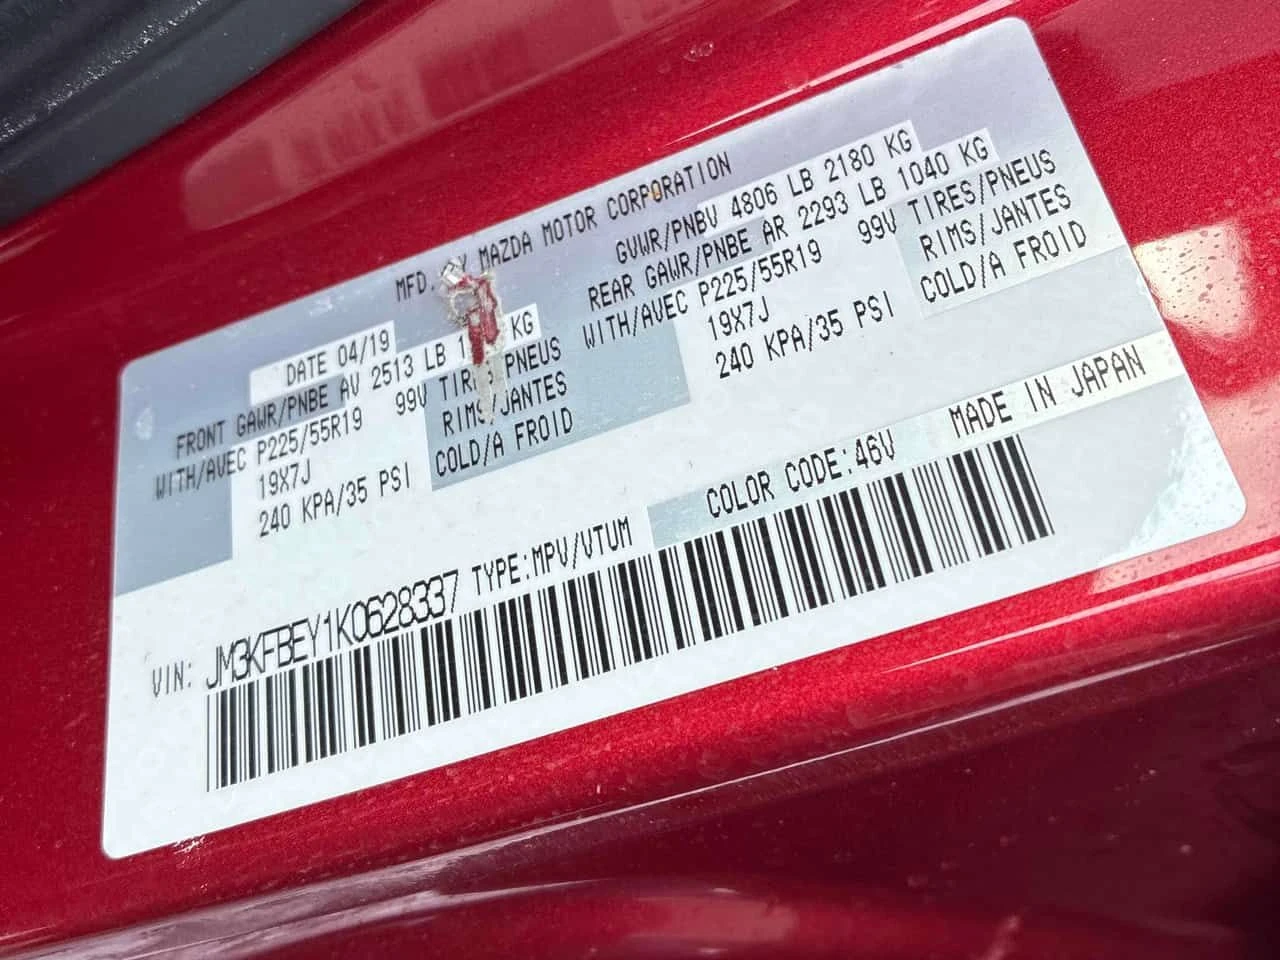 MFD. BY MAZDA MOTOR CORPORATION
DATE 04/19
GVWR/PNBV 4806 LB 2180 KG
FRONT GAWR/PNBE AV 2513 LB KG
REAR GAWR/PNBE AR 2293 LB 1040 KG
WITH/AVEC P225/55R19 99V TIRES/PNEUS
WITH/AVEC P225/55R19 99V TIRES/PNEUS
19X7J RIMS/JANTES
19X7J RIMS/JANTES
240 KPA/35 PSI COLD/A FROID
240 KPA/35 PSI COLD/A FROID
MADE IN JAPAN
VIN: JM3KFBEY1K0628337 TYPE:MPV/VTUM COLOR CODE:46V